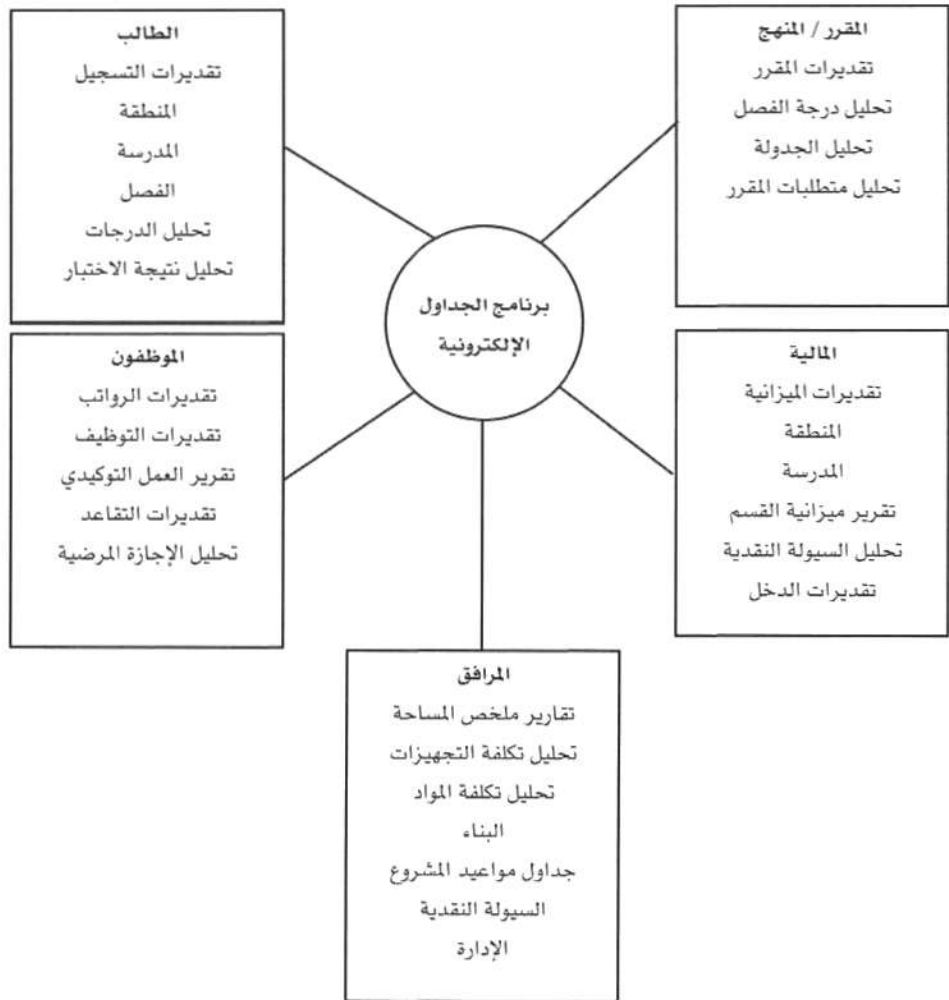 المقرر / المنهج
تقديرات المقرر
تحليل درجة الفصل
تحليل الجدولة
تحليل متطلبات المقرر
الطالب
تقديرات التسجيل
المنطقة
المدرسة
الفصل
تحليل الدرجات
تحليل نتيجة الاختبار
برنامج الجداول
الإلكترونية
المالية
تقديرات الميزانية
المنطقة
المدرسة
تقرير ميزانية القسم
تحليل السيولة النقدية
تقديرات الدخل
الموظفون
تقديرات الرواتب
تقديرات التوظيف
تقرير العمل التوكيدي
تقديرات التقاعد
تحليل الإجازة المرضية
المرافق
تقارير ملخص المساحة
تحليل تكلفة التجهيزات
تحليل تكلفة المواد
البناء
جداول مواعيد المشروع
السيولة النقدية
الإدارة